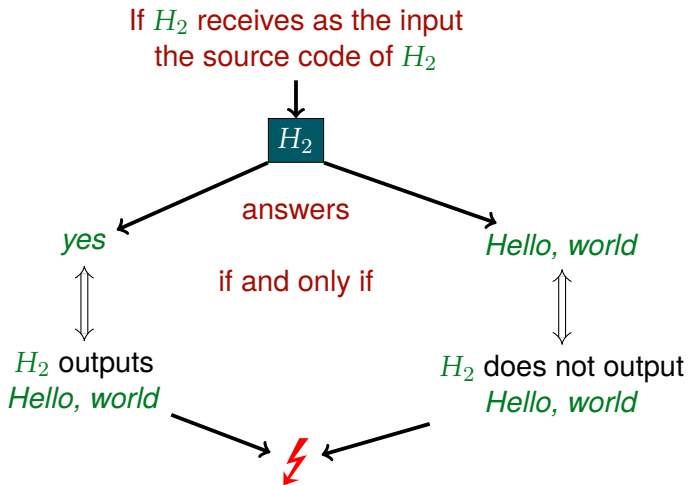 If H₂ receives as the input
the source code of H₂
H₂
answers
yes
Hello, world
if and only if
H₂ outputs
Hello, world
H₂ does not output
Hello, world